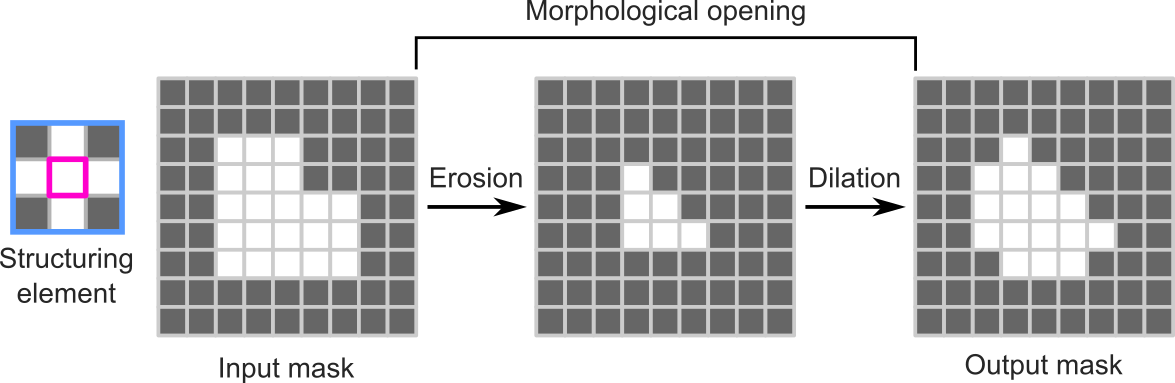 Morphological opening
Erosion
Dilation
Structuring
element
Input mask
Output mask